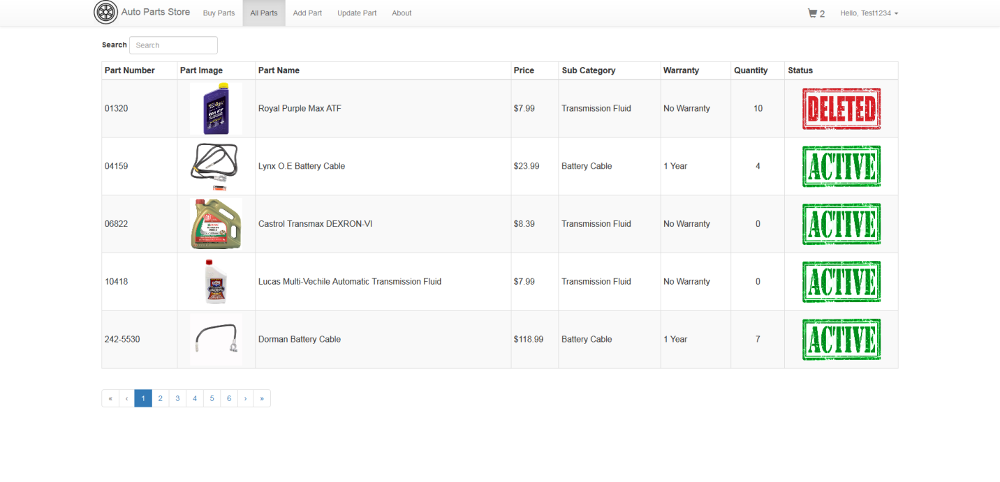 Auto Parts Store Buy Parts All Parts Add Part Update Part About 2 Hello, Test1234
Search Search
Part Number Part Image Part Name Price Sub Category Warranty Quantity Status
01320 Royal Purple Max ATF $7.99 Transmission Fluid No Warranty 10 DELETED
04159 Lynx O.E Battery Cable $23.99 Battery Cable 1 Year 4 ACTIVE
06822 Castrol Transmax DEXRON-VI $8.39 Transmission Fluid No Warranty 0 ACTIVE
10418 Lucas Multi-Vechile Automatic Transmission Fluid $7.99 Transmission Fluid No Warranty 0 ACTIVE
242-5530 Dorman Battery Cable $118.99 Battery Cable 1 Year 7 ACTIVE
« ‹ 1 2 3 4 5 6 › »